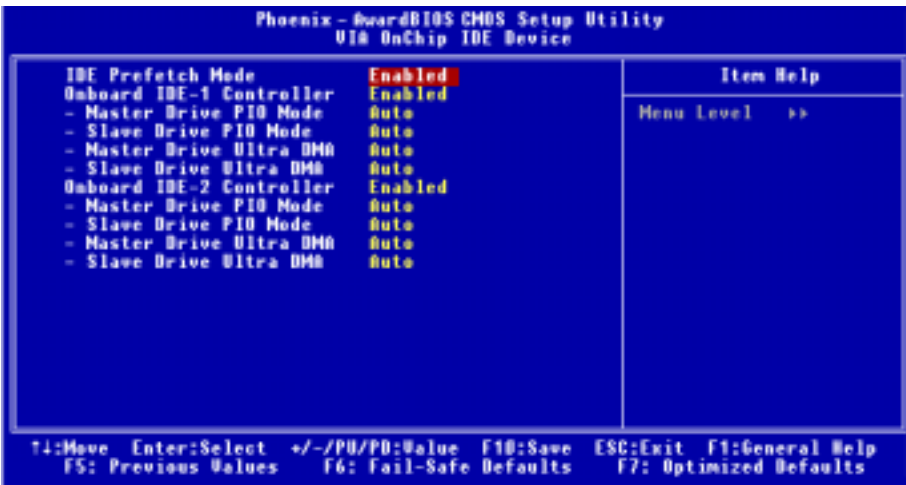 Phoenix - AwardBIOS CMOS Setup Utility
VIA OnChip IDE Device
IDE Prefetch Mode Enabled
Onboard IDE-1 Controller Enabled
- Master Drive PIO Mode Auto
- Slave Drive PIO Mode Auto
- Master Drive Ultra DMA Auto
- Slave Drive Ultra DMA Auto
Onboard IDE-2 Controller Enabled
- Master Drive PIO Mode Auto
- Slave Drive PIO Mode Auto
- Master Drive Ultra DMA Auto
- Slave Drive Ultra DMA Auto
Item Help
Menu Level ▸▸
↑↓:Move Enter:Select +/-/PU/PD:Value F10:Save ESC:Exit F1:General Help
F5: Previous Values F6: Fail-Safe Defaults F7: Optimized Defaults